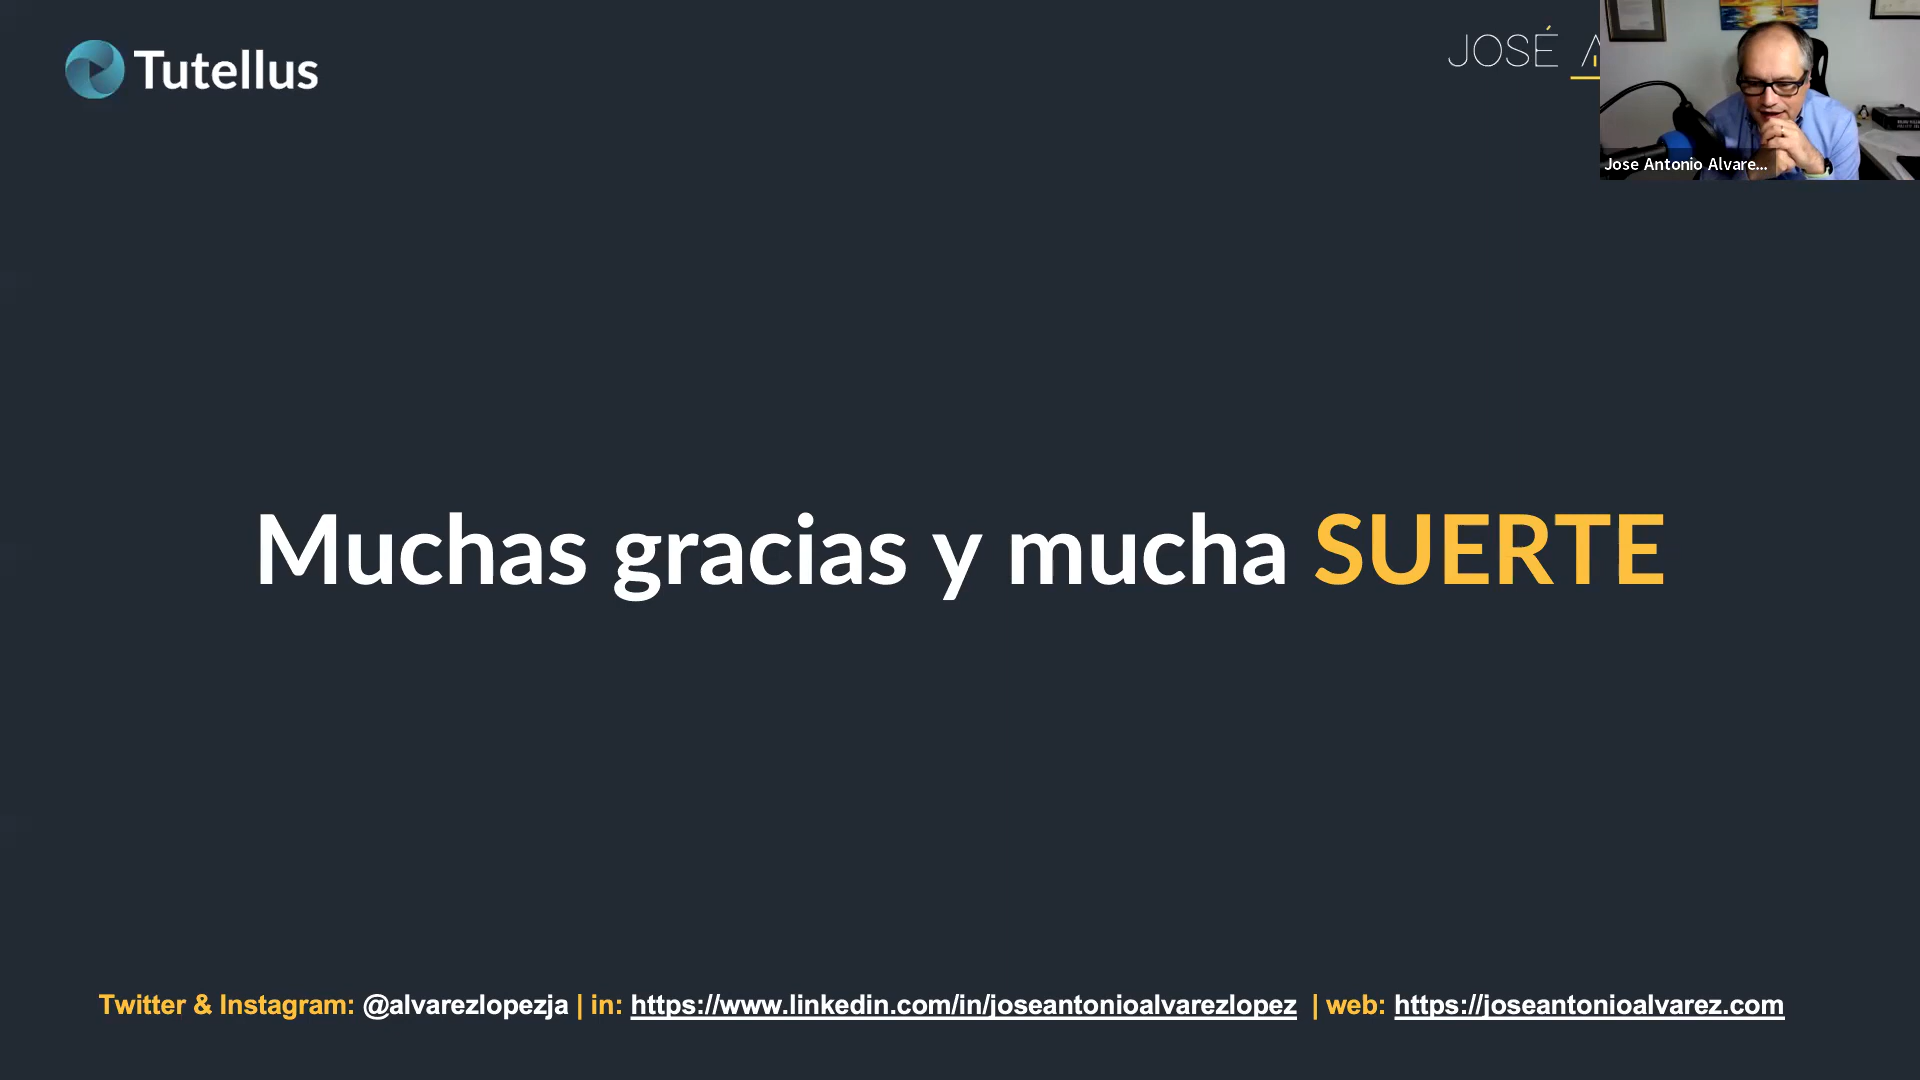 Tutellus
JOSÉ
Jose Antonio Alvare...
Muchas gracias y mucha SUERTE
Twitter & Instagram: @alvarezlopezja | in: https://www.linkedin.com/in/joseantonioalvarezlopez | web: https://joseantonioalvarez.com